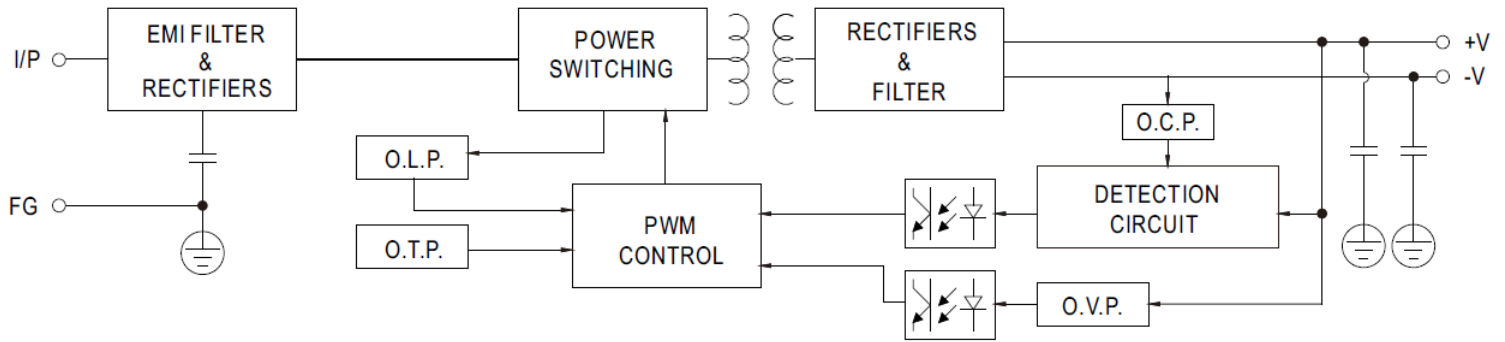 I/P
EMI FILTER
&
RECTIFIERS
POWER
SWITCHING
RECTIFIERS
&
FILTER
+V
-V
O.C.P.
O.L.P.
DETECTION
CIRCUIT
FG
PWM
CONTROL
O.T.P.
O.V.P.